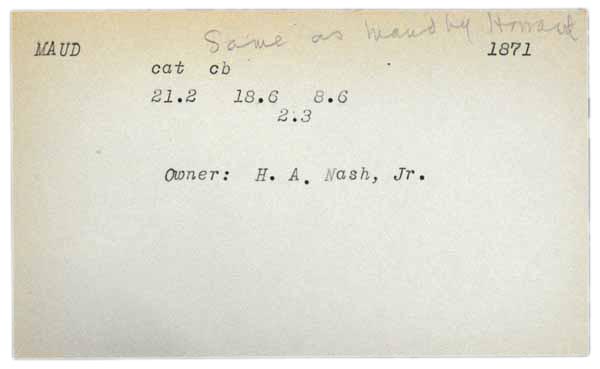 Same as Maud by Howard
MAUD 1871
cat cb
21.2 18.6 8.6
2.3
Owner: H. A. Nash, Jr.